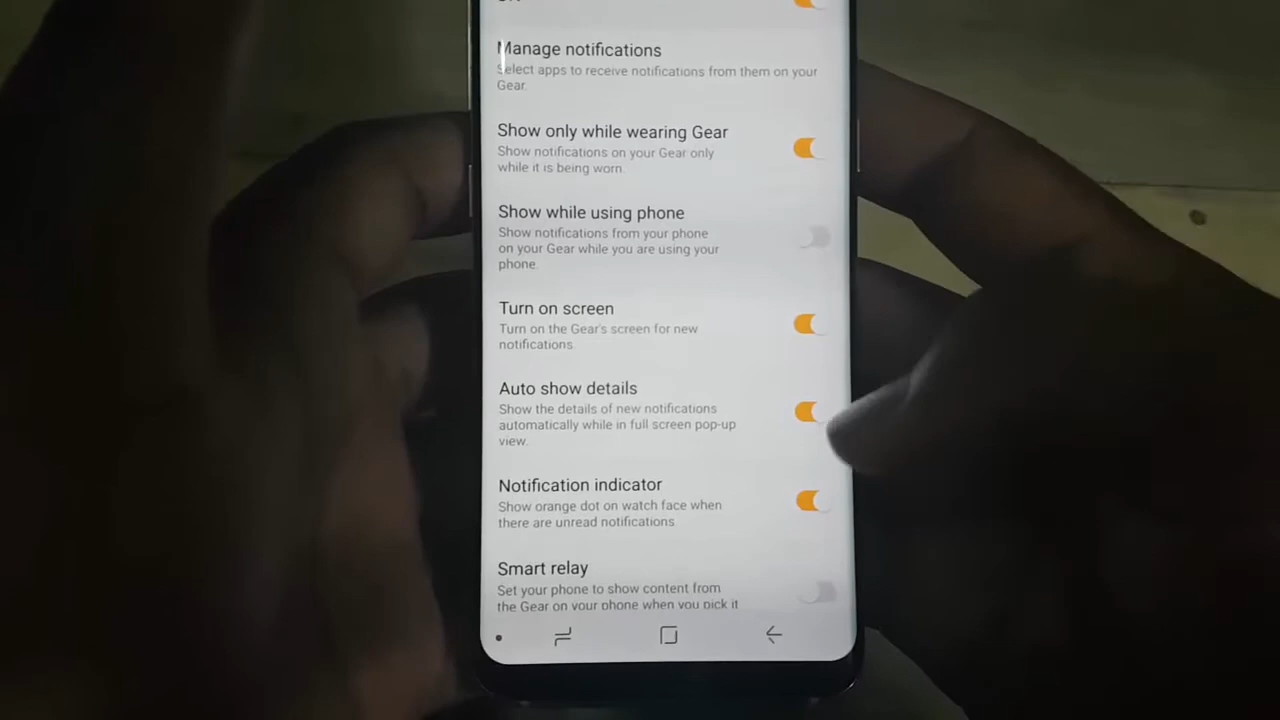 Manage notifications
Select apps to receive notifications from them on your
Gear.
Show only while wearing Gear
Show notifications on your Gear only
while it is being worn.
Show while using phone
Show notifications from your phone
on your Gear while you are using your
phone.
Turn on screen
Turn on the Gear's screen for new
notifications.
Auto show details
Show the details of new notifications
automatically while in full screen pop-up
view.
Notification indicator
Show orange dot on watch face when
there are unread notifications.
Smart relay
Set your phone to show content from
the Gear on your phone when you pick it